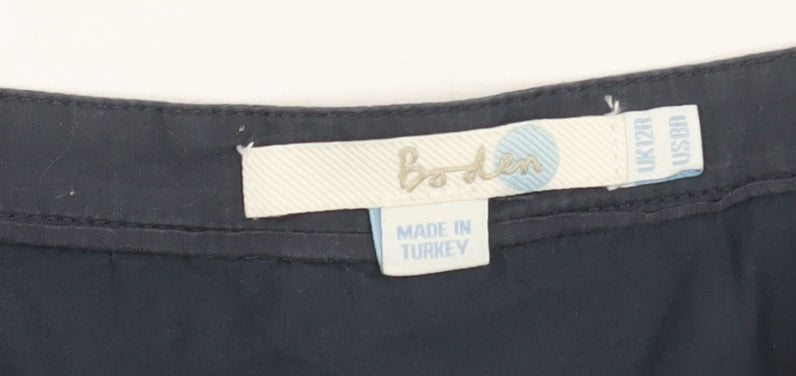 Boden
UK12R
US8R
MADE IN
TURKEY